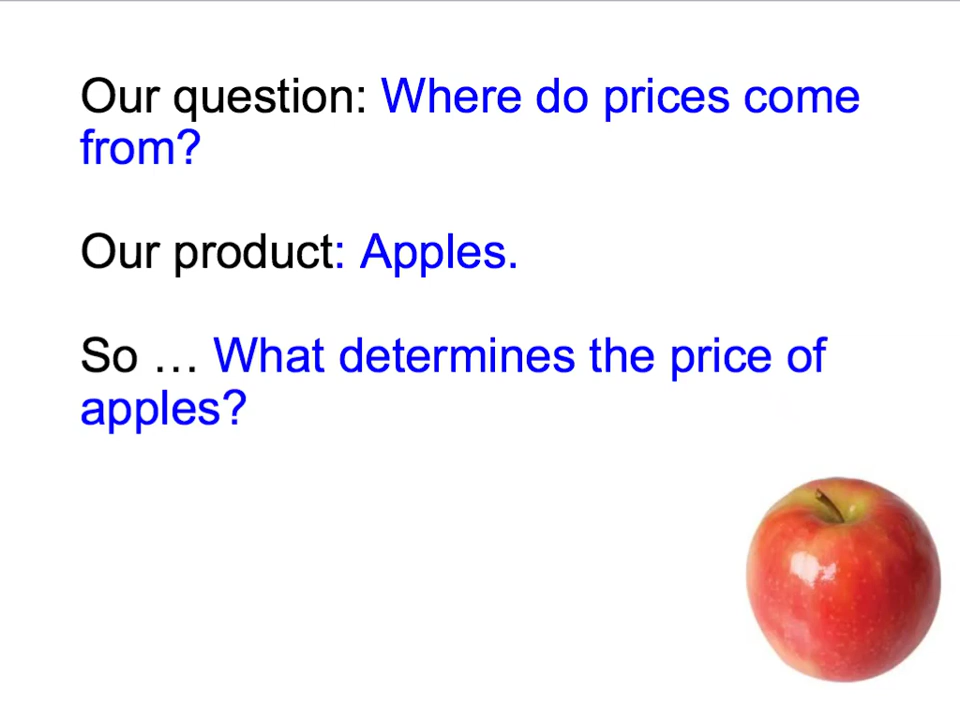 Our question: Where do prices come
from?
Our product: Apples.
So … What determines the price of
apples?